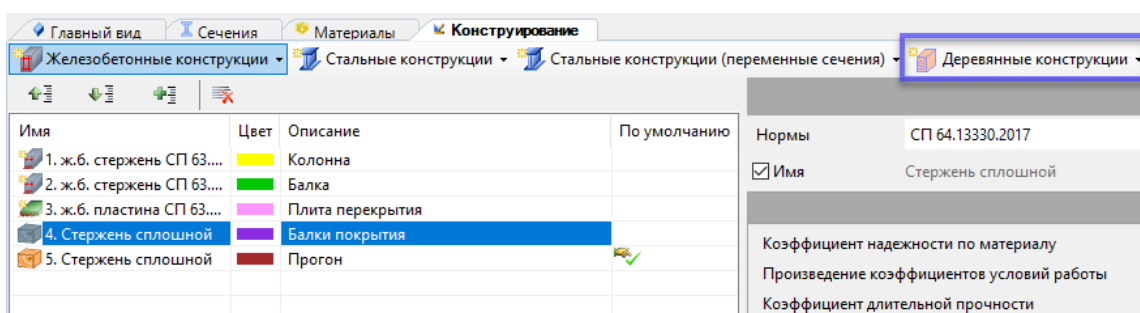 Главный вид Сечения Материалы Конструирование
Железобетонные конструкции Стальные конструкции Стальные конструкции (переменные сечения) Деревянные конструкции
Имя Цвет Описание По умолчанию
1. ж.б. стержень СП 63.... Колонна
2. ж.б. стержень СП 63.... Балка
3. ж.б. пластина СП 63.... Плита перекрытия
4. Стержень сплошной Балки покрытия
5. Стержень сплошной Прогон
Нормы СП 64.13330.2017
Имя Стержень сплошной
Коэффициент надежности по материалу
Произведение коэффициентов условий работы
Коэффициент длительной прочности